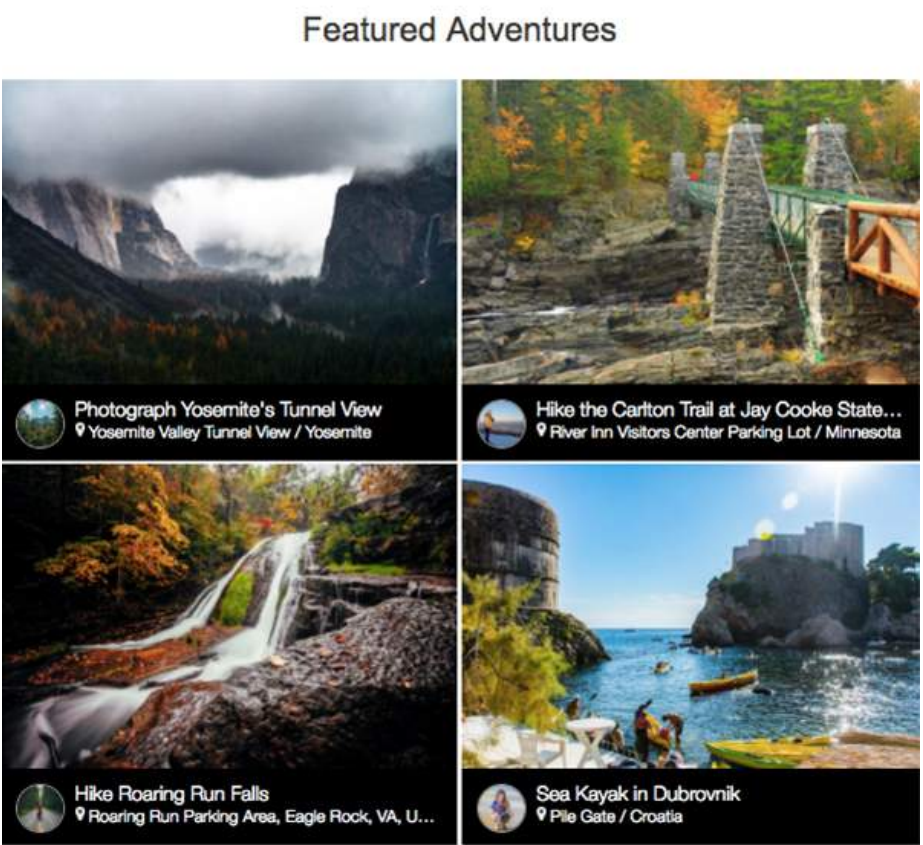 Featured Adventures
Photograph Yosemite's Tunnel View
Yosemite Valley Tunnel View / Yosemite
Hike the Carlton Trail at Jay Cooke State...
River Inn Visitors Center Parking Lot / Minnesota
Hike Roaring Run Falls
Roaring Run Parking Area, Eagle Rock, VA, U...
Sea Kayak in Dubrovnik
Pile Gate / Croatia